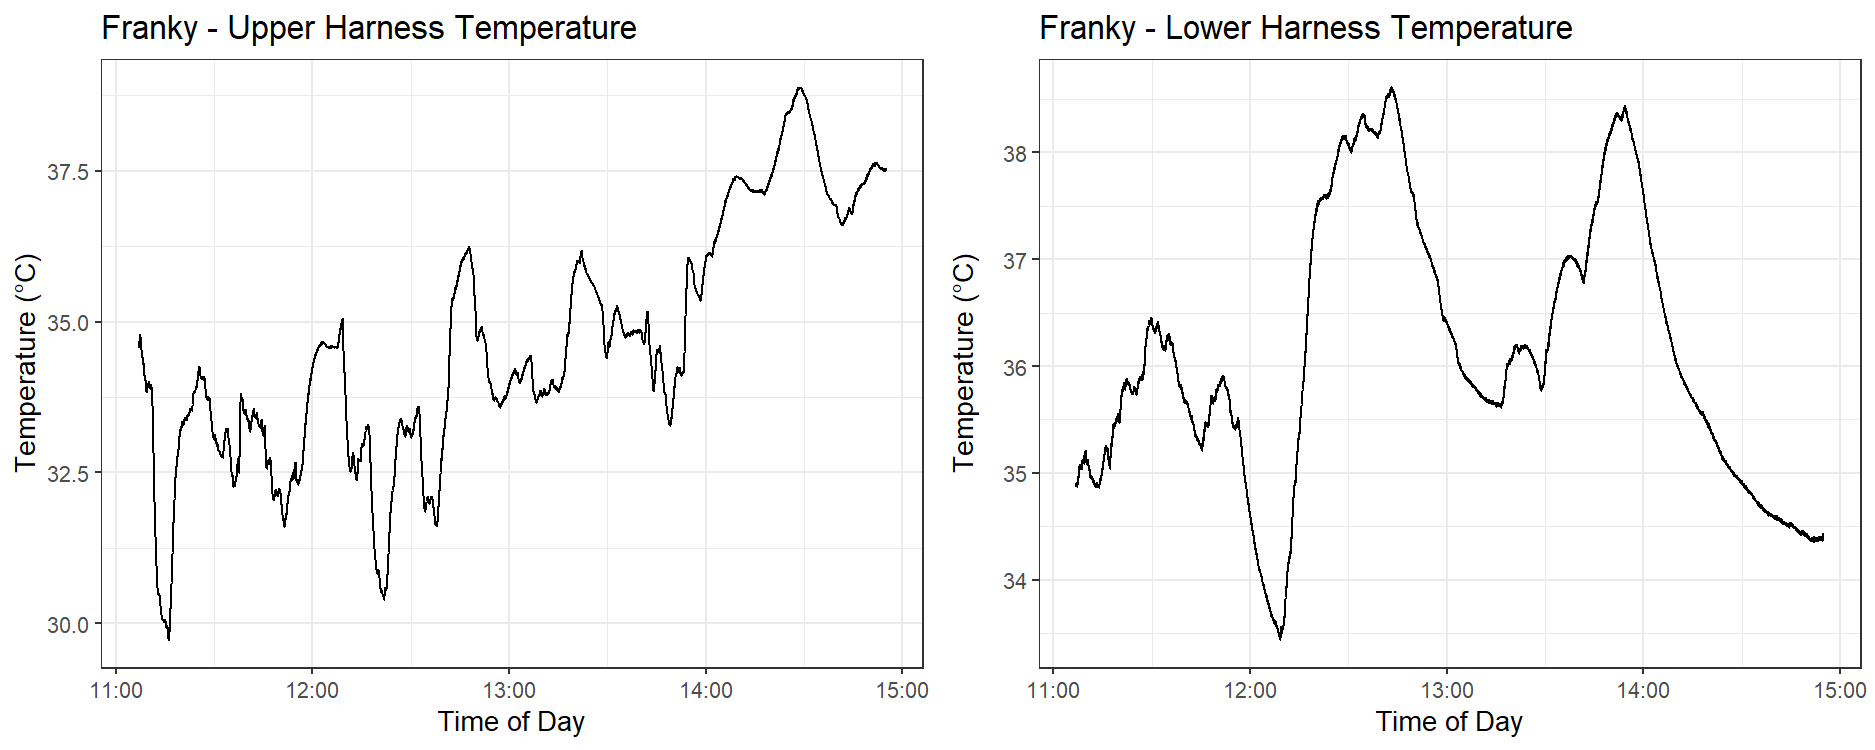 Franky - Upper Harness Temperature
Temperature (°C)
37.5
35.0
32.5
30.0
11:00 12:00 13:00 14:00 15:00
Time of Day
Franky - Lower Harness Temperature
Temperature (°C)
38
37
36
35
34
11:00 12:00 13:00 14:00 15:00
Time of Day